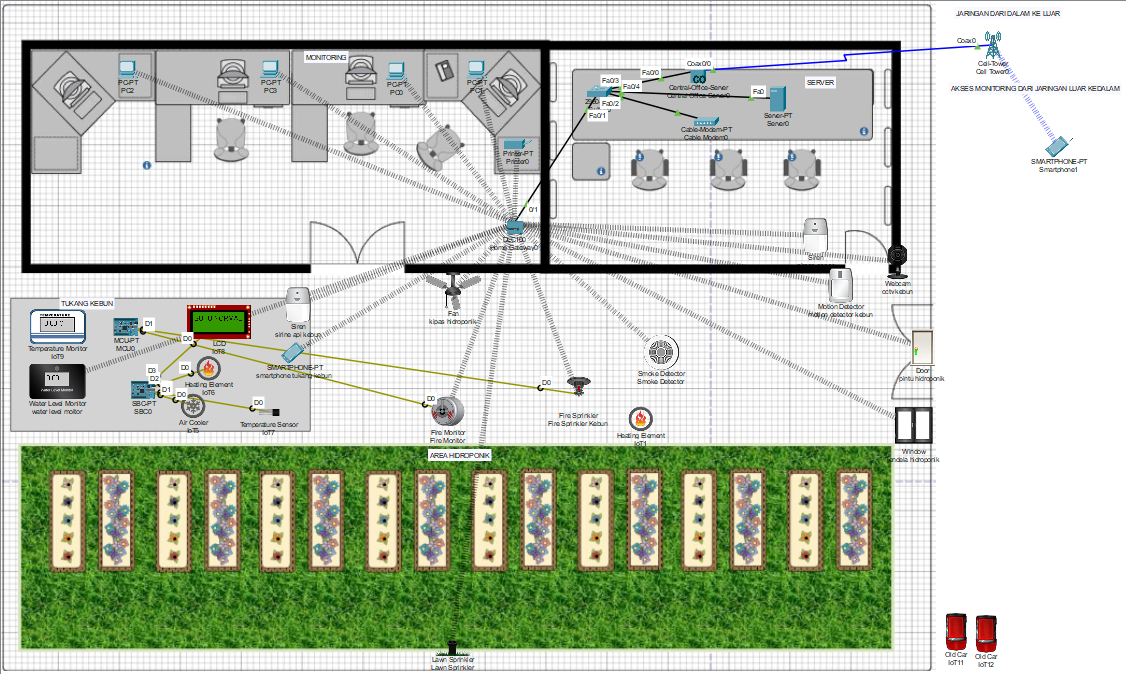 JARINGAN DARI DALAM KE LUAR
Coax0
Cell-Tower
Cell Tower0
AKSES MONITORING DARI JARINGAN LUAR KEDALAM
SMARTPHONE-PT
Smartphone1
MONITORING
PC-PT
PC2
PC-PT
PC3
PC-PT
PC0
PC-PT
PC1
Printer-PT
Printer0
SERVER
Coax0/0
Fa0/0
Central-Office-Server
Central Office Server0
Fa0/3
Fa0/4
Fa0/2
Fa0/1
Fa0
Server-PT
Server0
Cable-Modem-PT
Cable Modem0
0/1
Home Gateway0
Siren
Webcam
cctv kebun
Motion Detector
motion detector kebun
Door
pintu hidroponik
Window
jendela hidroponik
TUKANG KEBUN
Temperature Monitor
IoT9
MCU-PT
MCU0
D1
D0
LCD
IoT8
Siren
sirine api kebun
Fan
kipas hidroponik
SMARTPHONE-PT
smartphone tukang kebun
Water Level Monitor
Water Level Monitor
water level motior
D3
D2
D1
D0
D0
SBC-PT
SBC0
Heating Element
IoT6
Air Cooler
IoT5
D0
Temperature Sensor
IoT7
D0
Fire Monitor
Fire Monitor
D0
Fire Sprinkler
Fire Sprinkler Kebun
Smoke Detector
Smoke Detector
Heating Element
IoT1
AREA HIDROPONIK
Lawn Sprinkler
Lawn Sprinkler
Old Car
IoT11
Old Car
IoT12